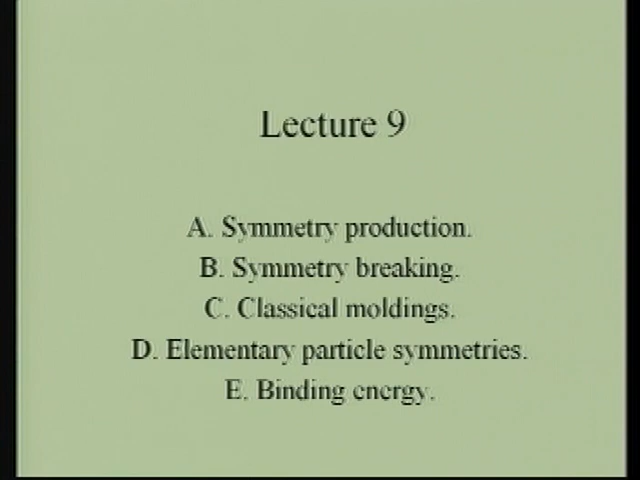 Lecture 9
A. Symmetry production.
B. Symmetry breaking.
C. Classical moldings.
D. Elementary particle symmetries.
E. Binding energy.